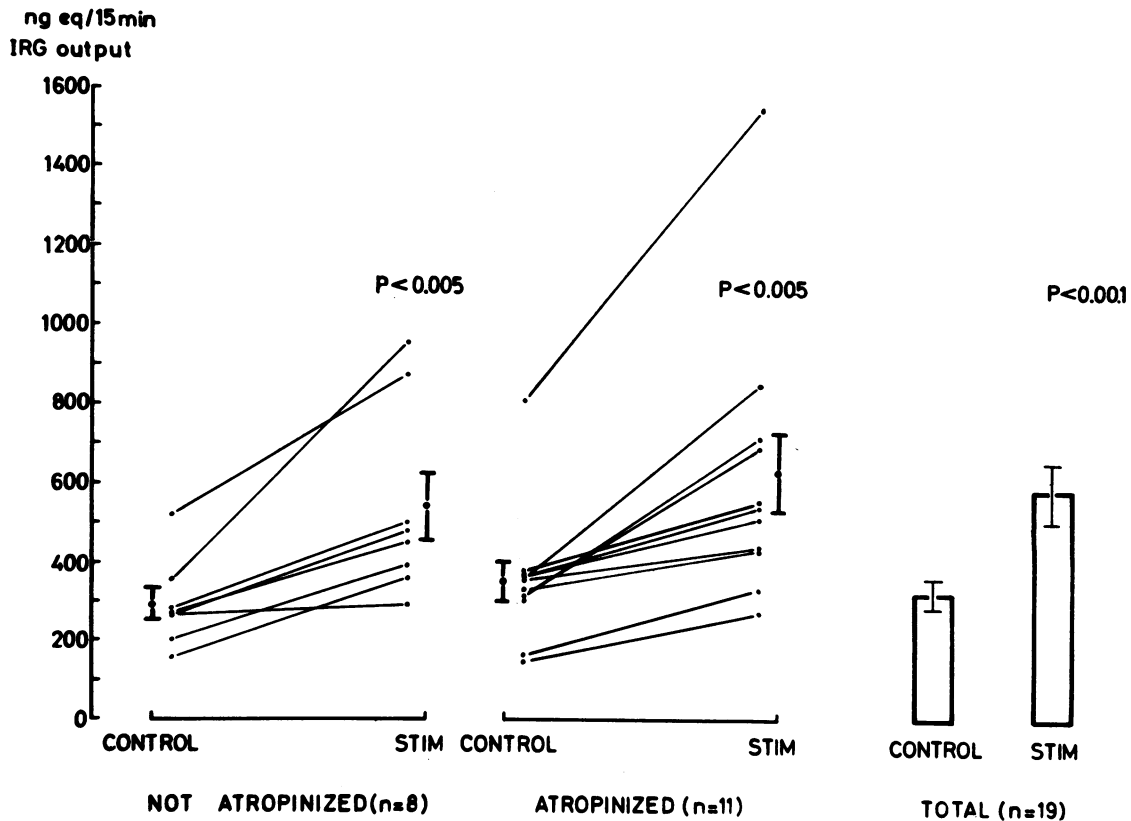 ng eq/15min
IRG output
1600
1400
1200
1000
800
600
400
200
0
P<0.005
P<0.005
P<0.001
CONTROL STIM CONTROL STIM CONTROL STIM
NOT ATROPINIZED(n=8) ATROPINIZED (n=11) TOTAL (n=19)